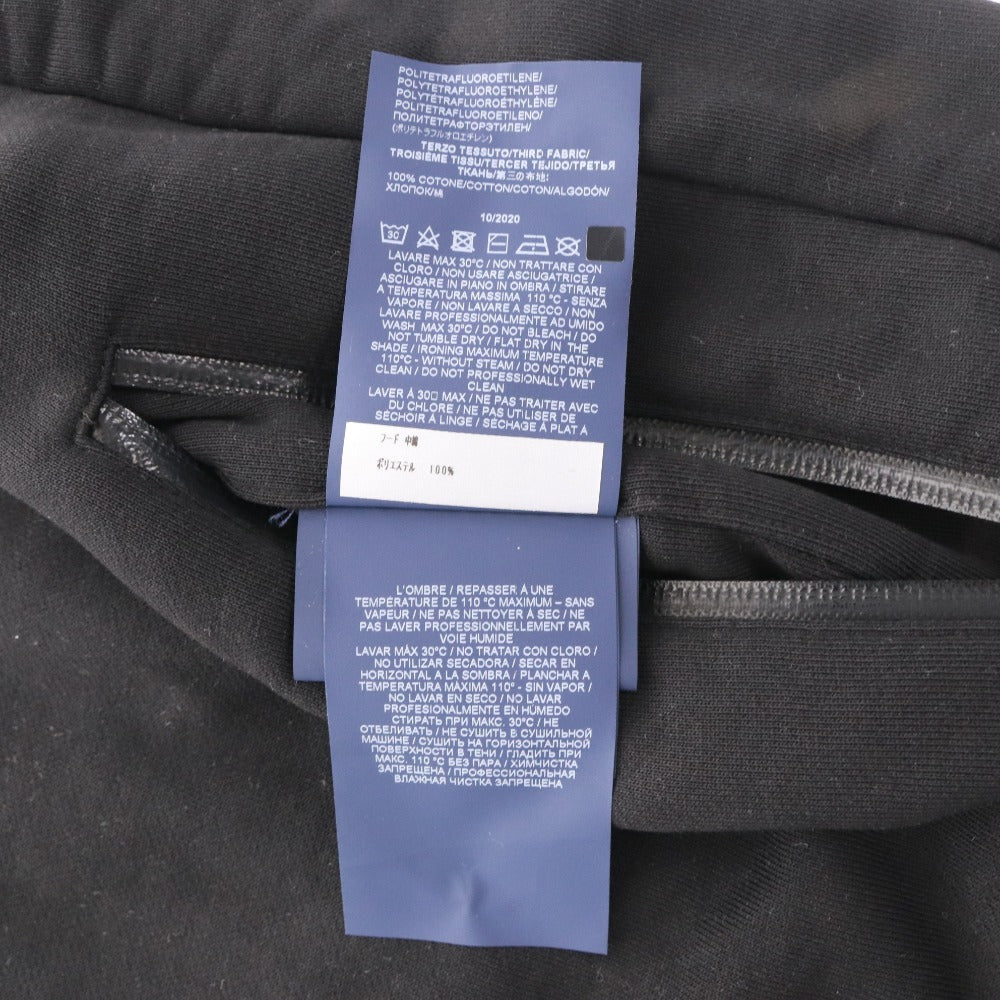 POLITETRAFLUOROETILENE/
POLYTETRAFLUOROETHYLENE/
POLYTÉTRAFLUOROÉTHYLÈNE/
POLITETRAFLUOROETILENO/
ПОЛИТЕТРАФТОРЭТИЛЕН/
(ポリテトラフルオロエチレン)
TERZO TESSUTO/THIRD FABRIC/
TROISIÈME TISSU/TERCER TEJIDO/ТРЕТЬЯ
ТКАНЬ/第三の布地:
100% COTONE/COTTON/COTON/ALGODÓN/
ХЛОПОК/綿
10/2020
30
LAVARE MAX 30°C / NON TRATTARE CON
CLORO / NON USARE ASCIUGATRICE /
ASCIUGARE IN PIANO IN OMBRA / STIRARE
A TEMPERATURA MASSIMA 110 °C - SENZA
VAPORE / NON LAVARE A SECCO / NON
LAVARE PROFESSIONALMENTE AD UMIDO
WASH MAX 30°C / DO NOT BLEACH / DO
NOT TUMBLE DRY / FLAT DRY IN THE
SHADE / IRONING MAXIMUM TEMPERATURE
110°C - WITHOUT STEAM / DO NOT DRY
CLEAN / DO NOT PROFESSIONALLY WET
CLEAN
LAVER À 30□ MAX / NE PAS TRAITER AVEC
DU CHLORE / NE PAS UTILISER DE
SÉCHOIR À LINGE / SÉCHAGE À PLAT À
フード 中綿
ポリエステル 100%
L'OMBRE / REPASSER À UNE
TEMPÉRATURE DE 110 °C MAXIMUM – SANS
VAPEUR / NE PAS NETTOYER À SEC / NE
PAS LAVER PROFESSIONNELLEMENT PAR
VOIE HUMIDE
LAVAR MÁX 30°C / NO TRATAR CON CLORO /
NO UTILIZAR SECADORA / SECAR EN
HORIZONTAL A LA SOMBRA / PLANCHAR A
TEMPERATURA MÁXIMA 110° - SIN VAPOR /
NO LAVAR EN SECO / NO LAVAR
PROFESIONALMENTE EN HÚMEDO
СТИРАТЬ ПРИ МАКС. 30°C / НЕ
ОТБЕЛИВАТЬ / НЕ СУШИТЬ В СУШИЛЬНОЙ
МАШИНЕ / СУШИТЬ НА ГОРИЗОНТАЛЬНОЙ
ПОВЕРХНОСТИ В ТЕНИ / ГЛАДИТЬ ПРИ
МАКС. 110 °C БЕЗ ПАРА / ХИМЧИСТКА
ЗАПРЕЩЕНА / ПРОФЕССИОНАЛЬНАЯ
ВЛАЖНАЯ ЧИСТКА ЗАПРЕЩЕНА